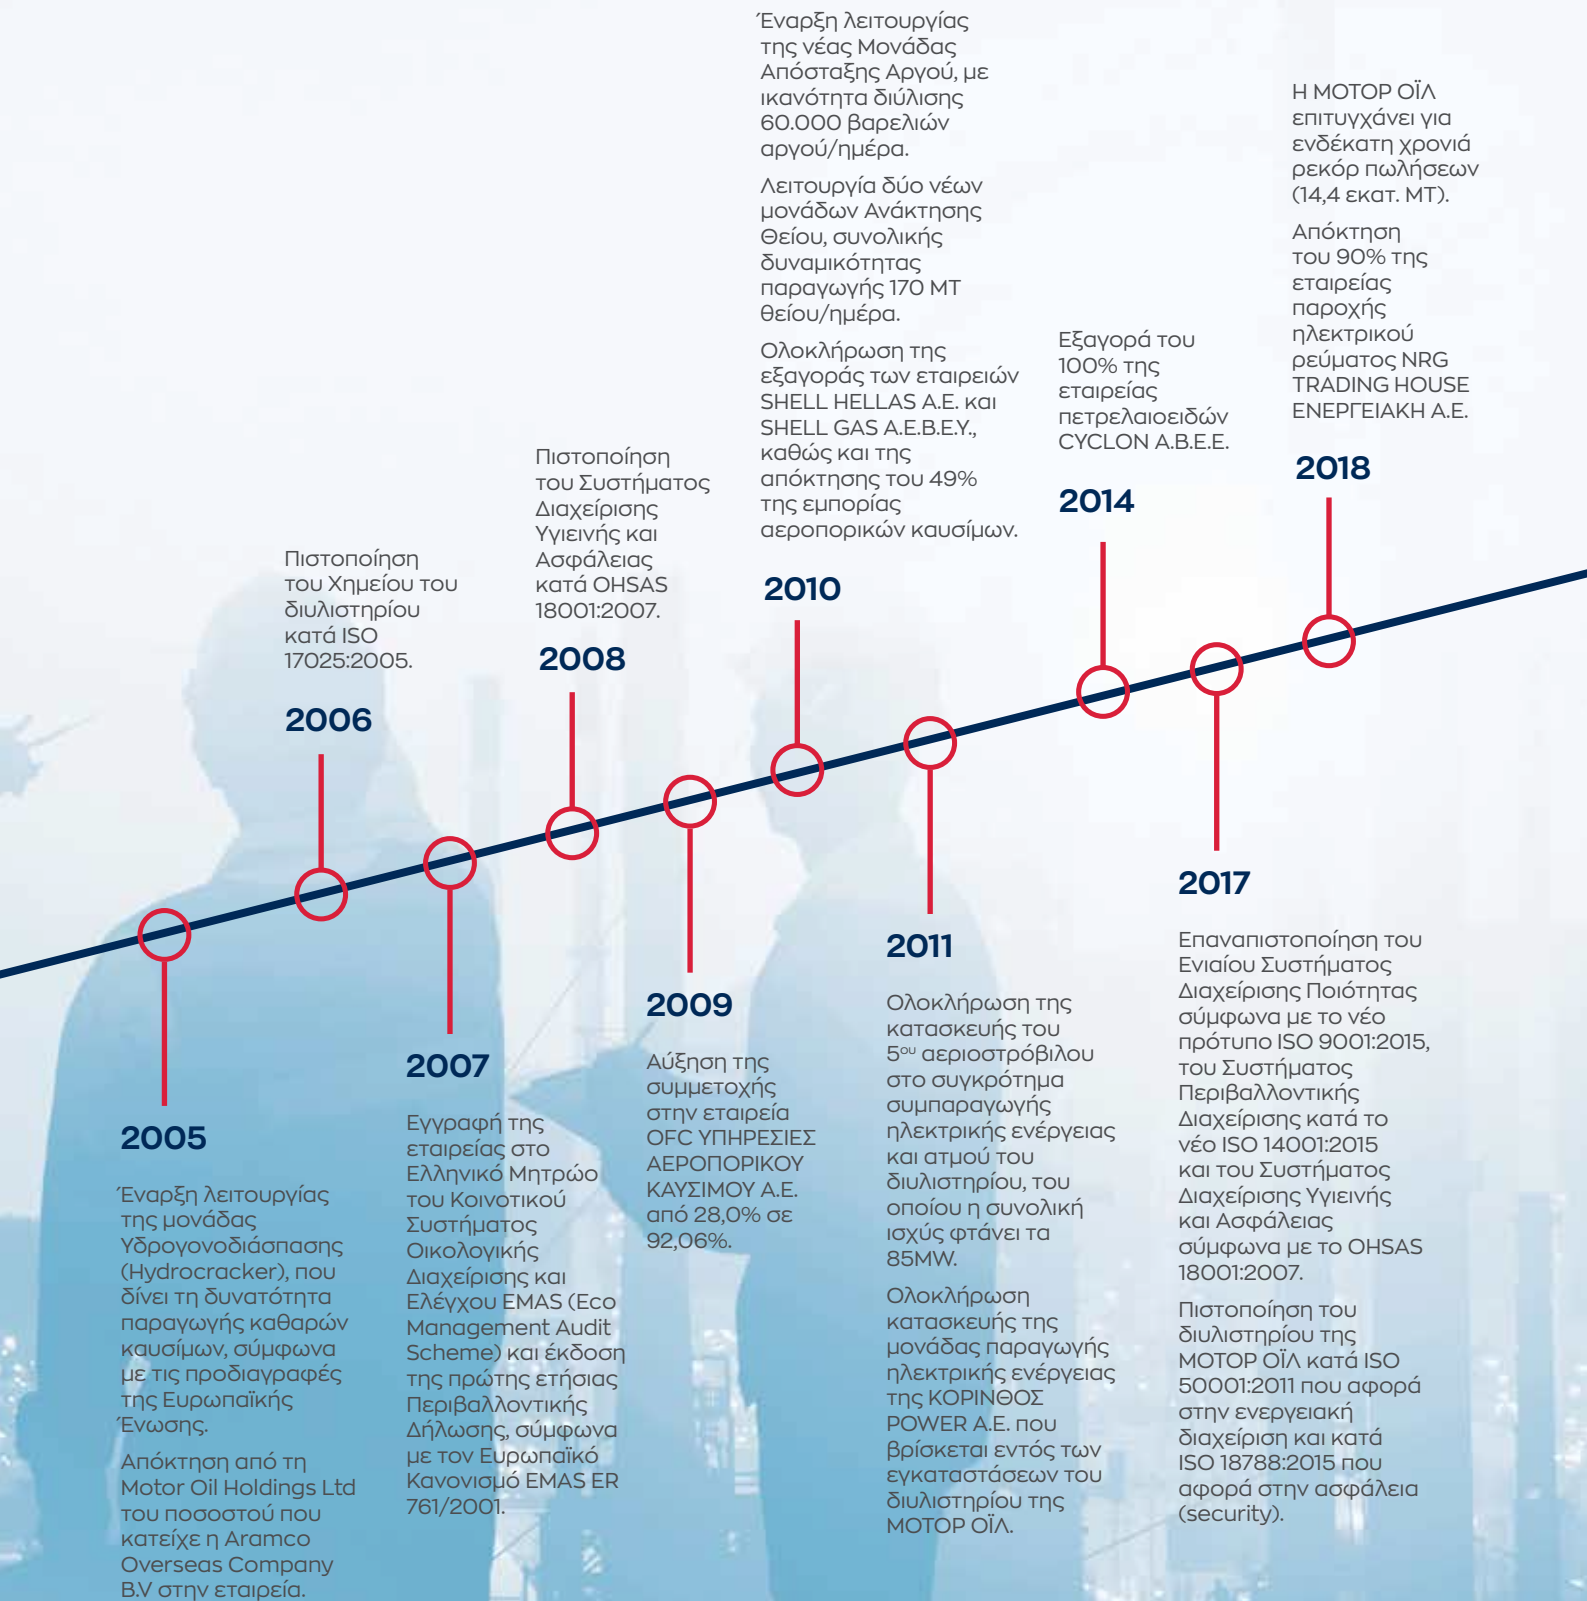 2005
Έναρξη λειτουργίας
της μονάδας
Υδρογονοδιάσπασης
(Hydrocracker), που
δίνει τη δυνατότητα
παραγωγής καθαρών
καυσίμων, σύμφωνα
με τις προδιαγραφές
της Ευρωπαϊκής
Ένωσης.
Απόκτηση από τη
Motor Oil Holdings Ltd
του ποσοστού που
κατείχε η Aramco
Overseas Company
B.V στην εταιρεία.
Πιστοποίηση
του Χημείου του
διυλιστηρίου
κατά ISO
17025:2005.
2006
2007
Εγγραφή της
εταιρείας στο
Ελληνικό Μητρώο
του Κοινοτικού
Συστήματος
Οικολογικής
Διαχείρισης και
Ελέγχου EMAS (Eco
Management Audit
Scheme) και έκδοση
της πρώτης ετήσιας
Περιβαλλοντικής
Δήλωσης, σύμφωνα
με τον Ευρωπαϊκό
Κανονισμό EMAS ER
761/2001.
Πιστοποίηση
του Συστήματος
Διαχείρισης
Υγιεινής και
Ασφάλειας
κατά OHSAS
18001:2007.
2008
2009
Αύξηση της
συμμετοχής
στην εταιρεία
OFC ΥΠΗΡΕΣΙΕΣ
ΑΕΡΟΠΟΡΙΚΟΥ
ΚΑΥΣΙΜΟΥ Α.Ε.
από 28,0% σε
92,06%.
Έναρξη λειτουργίας
της νέας Μονάδας
Απόσταξης Αργού, με
ικανότητα διύλισης
60.000 βαρελιών
αργού/ημέρα.
Λειτουργία δύο νέων
μονάδων Ανάκτησης
Θείου, συνολικής
δυναμικότητας
παραγωγής 170 MT
θείου/ημέρα.
Ολοκλήρωση της
εξαγοράς των εταιρειών
SHELL HELLAS A.E. και
SHELL GAS A.E.B.E.Y.,
καθώς και της
απόκτησης του 49%
της εμπορίας
αεροπορικών καυσίμων.
2010
2011
Ολοκλήρωση της
κατασκευής του
5ου αεριοστρόβιλου
στο συγκρότημα
συμπαραγωγής
ηλεκτρικής ενέργειας
και ατμού του
διυλιστηρίου, του
οποίου η συνολική
ισχύς φτάνει τα
85MW.
Ολοκλήρωση
κατασκευής της
μονάδας παραγωγής
ηλεκτρικής ενέργειας
της ΚΟΡΙΝΘΟΣ
POWER Α.Ε. που
βρίσκεται εντός των
εγκαταστάσεων του
διυλιστηρίου της
ΜΟΤΟΡ ΟΪΛ.
Εξαγορά του
100% της
εταιρείας
πετρελαιοειδών
CYCLON Α.Β.Ε.Ε.
2014
2017
Επαναπιστοποίηση του
Ενιαίου Συστήματος
Διαχείρισης Ποιότητας
σύμφωνα με το νέο
πρότυπο ISO 9001:2015,
του Συστήματος
Περιβαλλοντικής
Διαχείρισης κατά το
νέο ISO 14001:2015
και του Συστήματος
Διαχείρισης Υγιεινής
και Ασφάλειας
σύμφωνα με το OHSAS
18001:2007.
Πιστοποίηση του
διυλιστηρίου της
ΜΟΤΟΡ ΟΪΛ κατά ISO
50001:2011 που αφορά
στην ενεργειακή
διαχείριση και κατά
ISO 18788:2015 που
αφορά στην ασφάλεια
(security).
Η ΜΟΤΟΡ ΟΪΛ
επιτυγχάνει για
ενδέκατη χρονιά
ρεκόρ πωλήσεων
(14,4 εκατ. ΜΤ).
Απόκτηση
του 90% της
εταιρείας
παροχής
ηλεκτρικού
ρεύματος NRG
TRADING HOUSE
ΕΝΕΡΓΕΙΑΚΗ Α.Ε.
2018